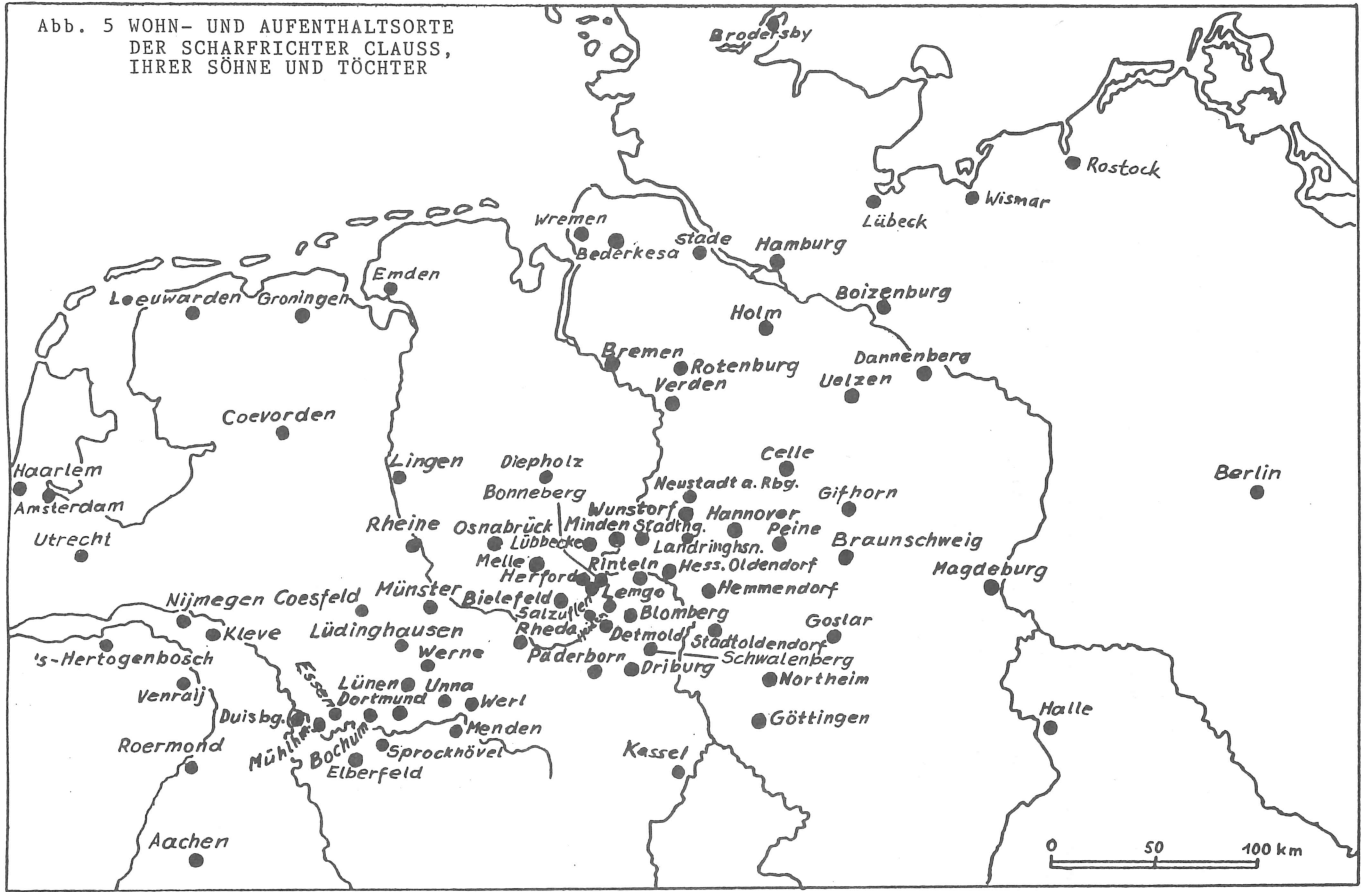 Abb. 5 WOHN- UND AUFENTHALTSORTE
DER SCHARFRICHTER CLAUSS,
IHRER SÖHNE UND TÖCHTER
Brodersby
Rostock
Wismar
Lübeck
Wremen
Bederkesa
Stade
Hamburg
Emden
Leeuwarden
Groningen
Boizenburg
Holm
Bremen
Rotenburg
Dannenberg
Verden
Uelzen
Coevorden
Lingen
Diepholz
Celle
Haarlem
Berlin
Neustadt a. Rbg.
Bonneberg
Gifhorn
Amsterdam
Wunstorf
Hannover
Rheine
Osnabrück
Minden
Stadthg.
Peine
Utrecht
Lübbecke
Landringhsn.
Braunschweig
Melle
Rinteln
Hess. Oldendorf
Magdeburg
Herford
Münster
Hemmendorf
Nijmegen
Coesfeld
Bielefeld
Lemgo
Salzuflen
Blomberg
Goslar
Kleve
Lüdinghausen
Rheda
Detmold
Stadtoldendorf
's-Hertogenbosch
Werne
Schwalenberg
Paderborn
Driburg
Venraij
Essen
Lünen
Unna
Northeim
Werl
Dortmund
Duisbg.
Göttingen
Halle
Mühlhm.
Bochum
Menden
Roermond
Sprockhövel
Kassel
Elberfeld
Aachen
0 50 100 km